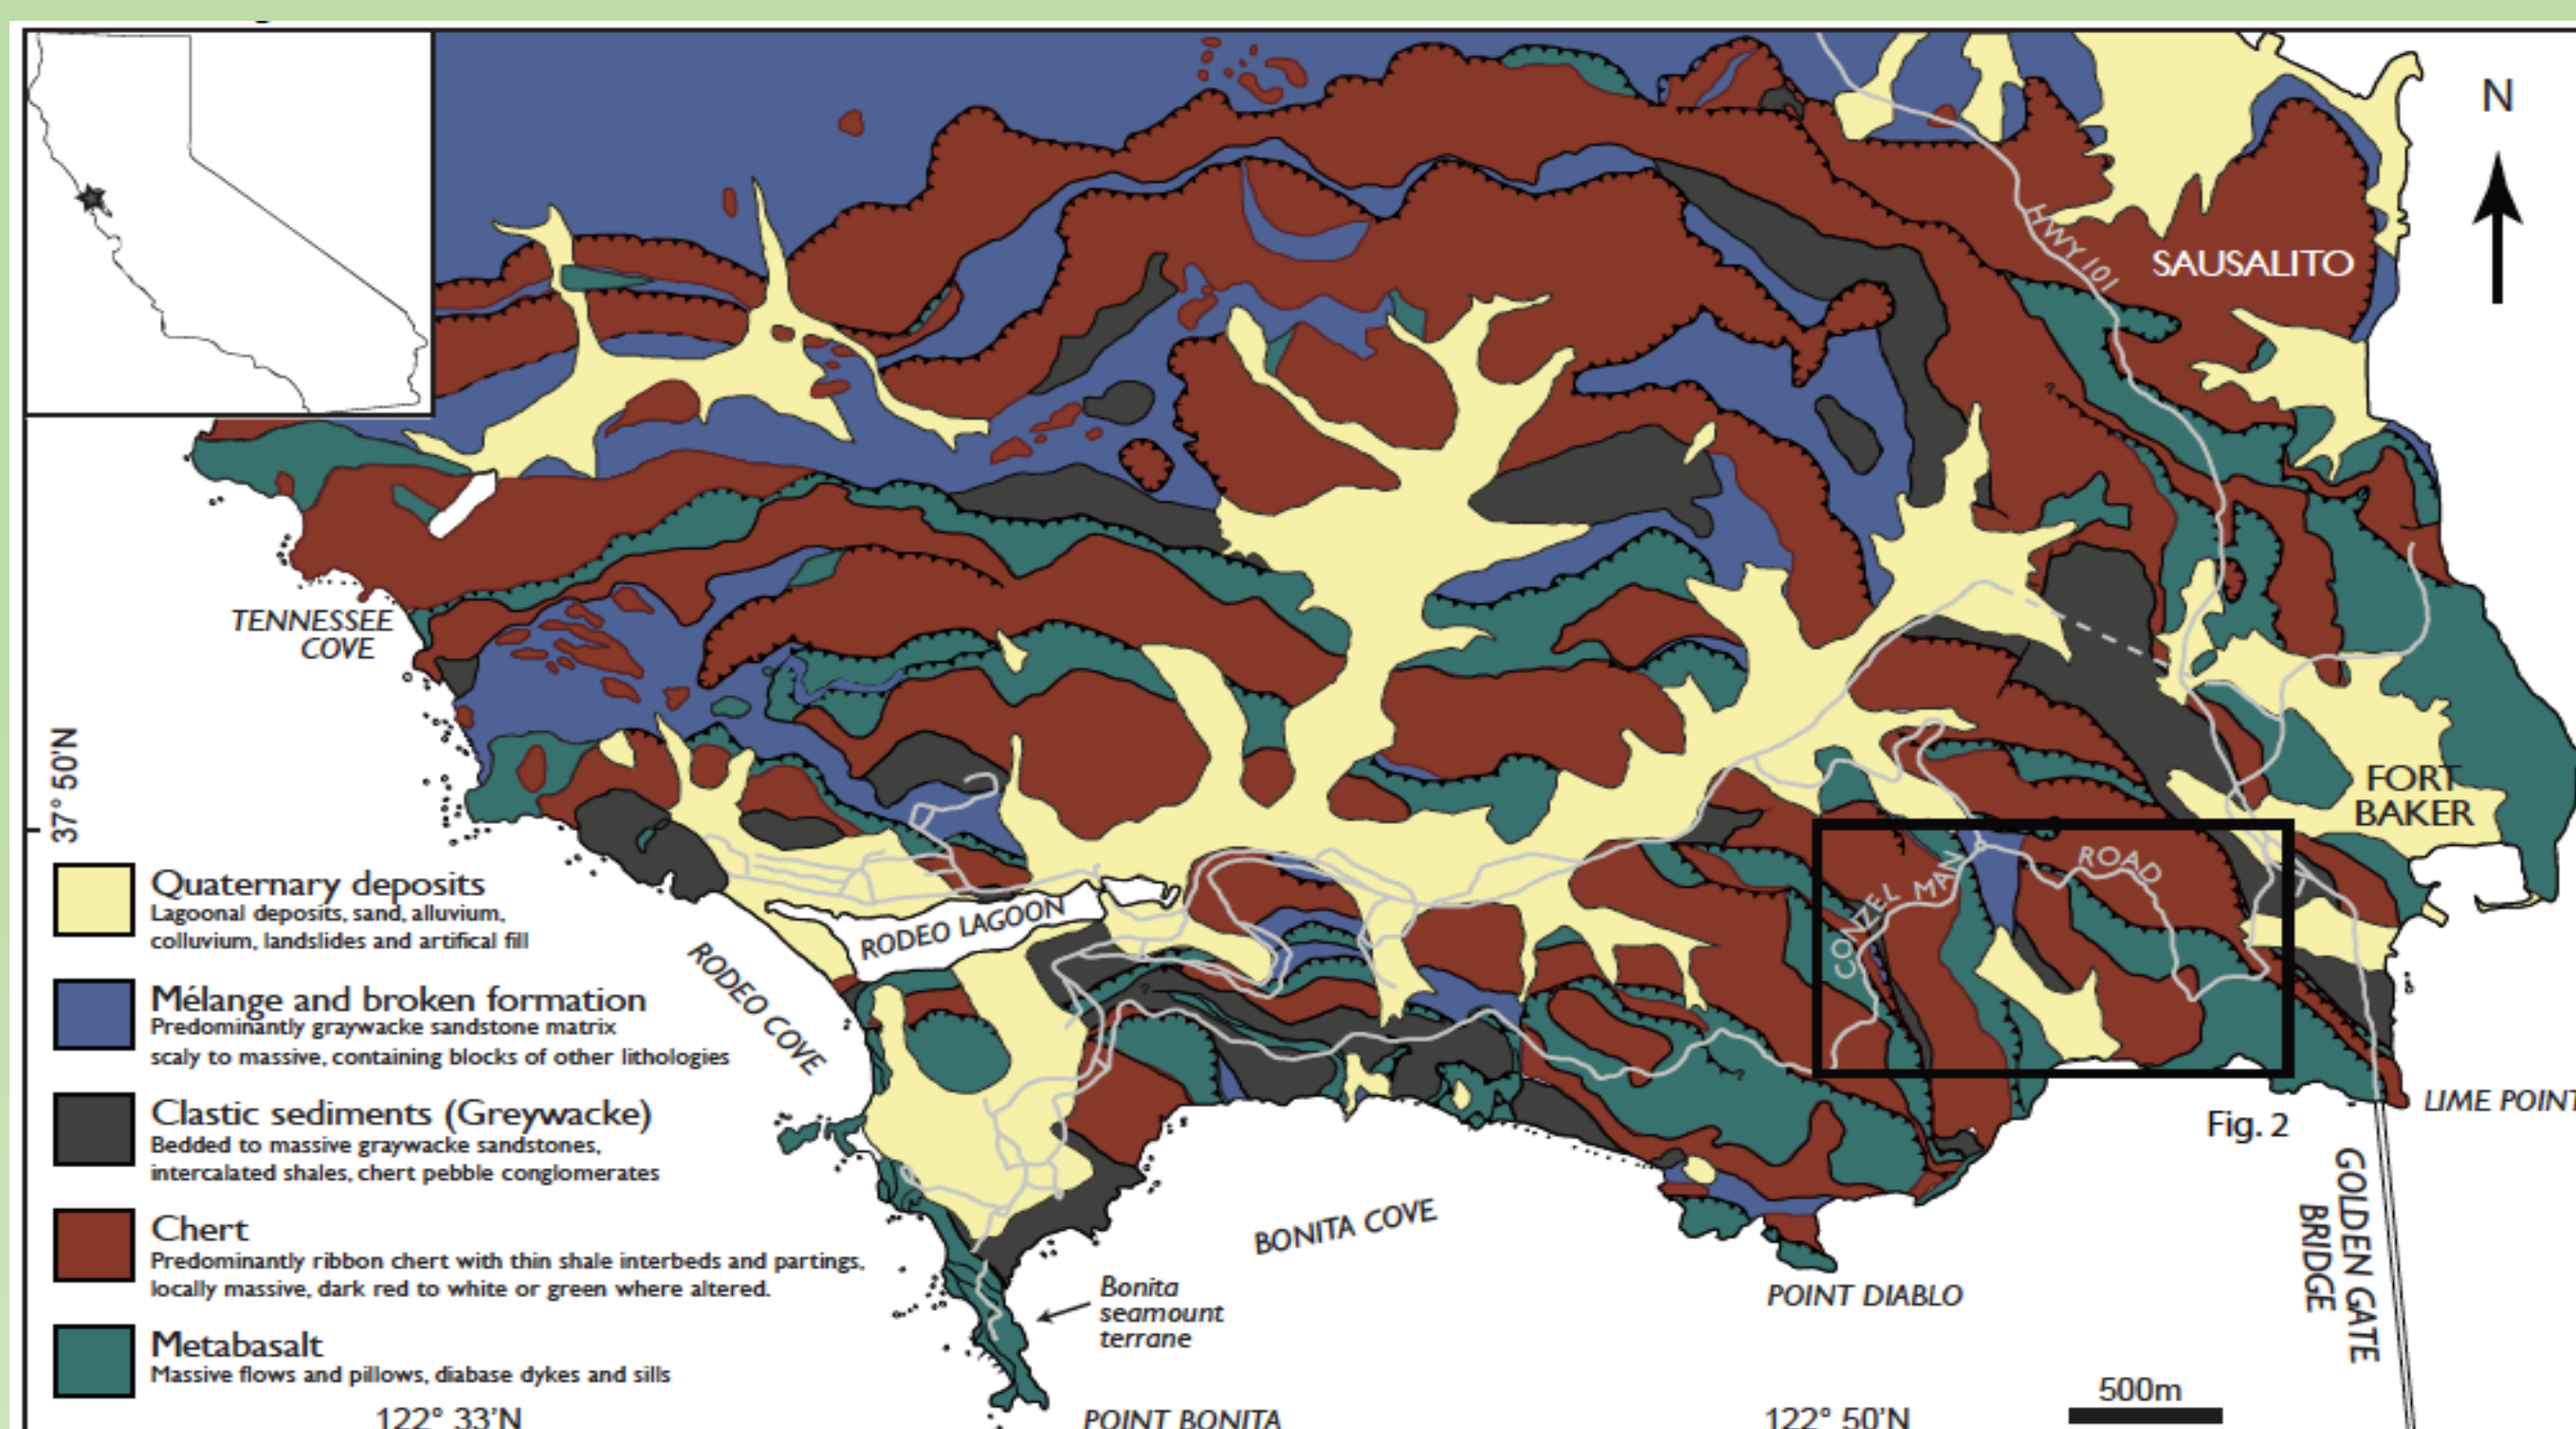 N
HWY 101
SAUSALITO
TENNESSEE
COVE
37° 50'N
FORT
BAKER
Quaternary deposits
Lagoonal deposits, sand, alluvium,
colluvium, landslides and artifical fill
CONZEL MAN ROAD
RODEO LAGOON
RODEO COVE
Mélange and broken formation
Predominantly graywacke sandstone matrix
scaly to massive, containing blocks of other lithologies
Clastic sediments (Greywacke)
Bedded to massive graywacke sandstones,
intercalated shales, chert pebble conglomerates
LIME POINT
Fig. 2
GOLDEN GATE
BRIDGE
Chert
Predominantly ribbon chert with thin shale interbeds and partings,
locally massive, dark red to white or green where altered.
BONITA COVE
Bonita
seamount
terrane
POINT DIABLO
Metabasalt
Massive flows and pillows, diabase dykes and sills
500m
122° 33'N
POINT BONITA
122° 50'N